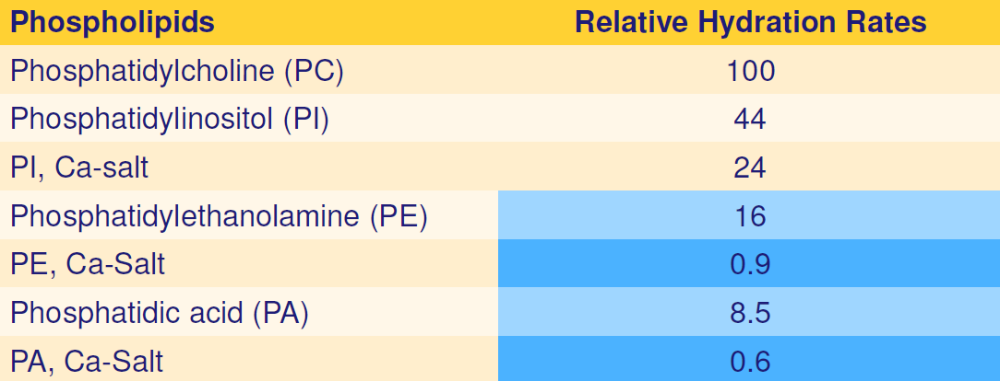 Phospholipids Relative Hydration Rates
Phosphatidylcholine (PC) 100
Phosphatidylinositol (PI) 44
PI, Ca-salt 24
Phosphatidylethanolamine (PE) 16
PE, Ca-Salt 0.9
Phosphatidic acid (PA) 8.5
PA, Ca-Salt 0.6